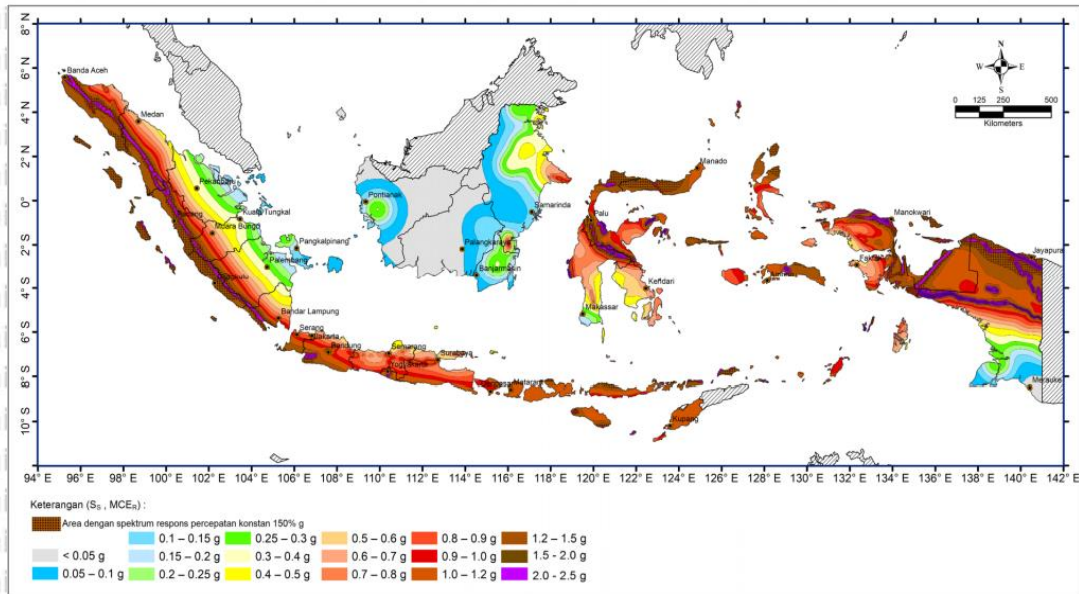 8° N
6° N
4° N
2° N
0°
2° S
4° S
6° S
8° S
10° S
N
W E
S
0 125 250 500
Kilometers
Banda Aceh
Medan
Pekanbaru
Padang
Kuala Tungkal
Muara Bungo
Pangkalpinang
Palembang
Bengkulu
Bandar Lampung
Serang
Jakarta
Bandung
Semarang
Yogyakarta
Surabaya
Denpasar
Mataram
Kupang
Pontianak
Samarinda
Palangkaraya
Banjarmasin
Manado
Palu
Kendari
Makassar
Ambon
Manokwari
Fakfak
Jayapura
Merauke
94° E 96° E 98° E 100° E 102° E 104° E 106° E 108° E 110° E 112° E 114° E 116° E 118° E 120° E 122° E 124° E 126° E 128° E 130° E 132° E 134° E 136° E 138° E 140° E 142° E
Keterangan (S_S , MCE_R) :
Area dengan spektrum respons percepatan konstan 150% g
0.1 – 0.15 g 0.25 – 0.3 g 0.5 – 0.6 g 0.8 – 0.9 g 1.2 – 1.5 g
< 0.05 g 0.15 – 0.2 g 0.3 – 0.4 g 0.6 – 0.7 g 0.9 – 1.0 g 1.5 - 2.0 g
0.05 – 0.1 g 0.2 – 0.25 g 0.4 – 0.5 g 0.7 – 0.8 g 1.0 – 1.2 g 2.0 - 2.5 g